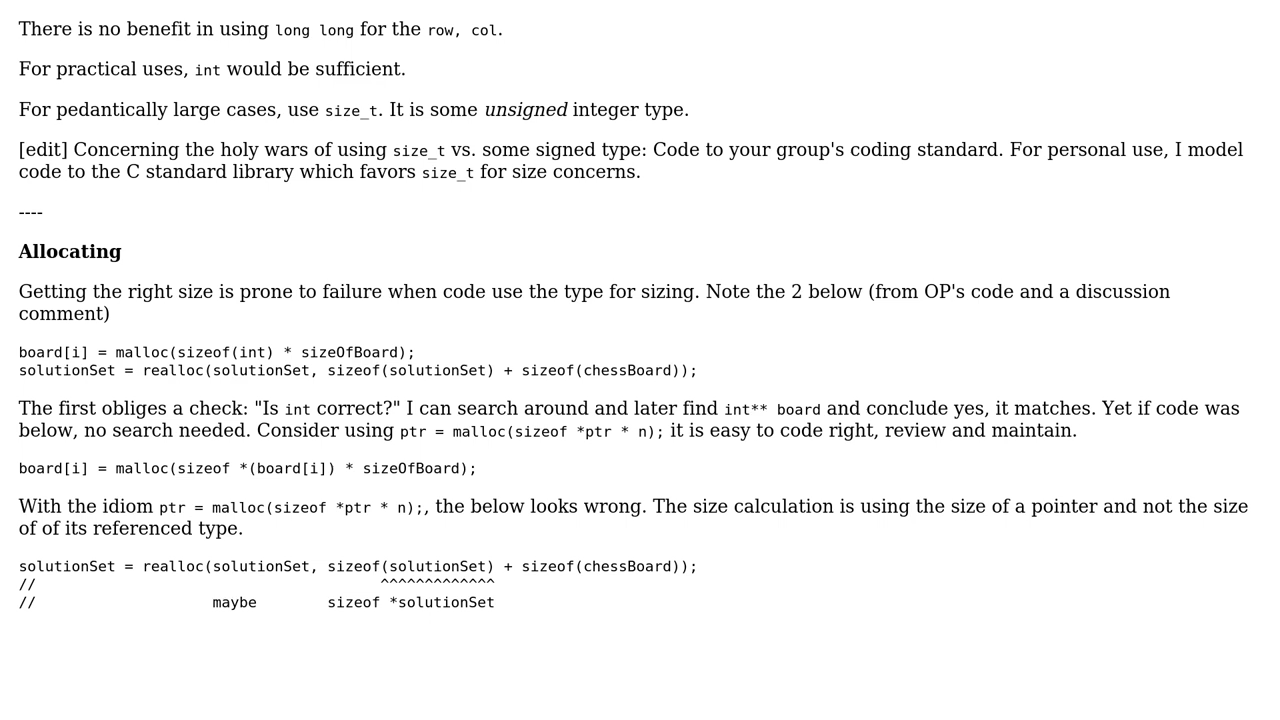 There is no benefit in using long long for the row, col.
For practical uses, int would be sufficient.
For pedantically large cases, use size_t. It is some unsigned integer type.
[edit] Concerning the holy wars of using size_t vs. some signed type: Code to your group's coding standard. For personal use, I model
code to the C standard library which favors size_t for size concerns.
----
Allocating
Getting the right size is prone to failure when code use the type for sizing. Note the 2 below (from OP's code and a discussion
comment)
board[i] = malloc(sizeof(int) * sizeOfBoard);
solutionSet = realloc(solutionSet, sizeof(solutionSet) + sizeof(chessBoard));
The first obliges a check: "Is int correct?" I can search around and later find int** board and conclude yes, it matches. Yet if code was
below, no search needed. Consider using ptr = malloc(sizeof *ptr * n); it is easy to code right, review and maintain.
board[i] = malloc(sizeof *(board[i]) * sizeOfBoard);
With the idiom ptr = malloc(sizeof *ptr * n);, the below looks wrong. The size calculation is using the size of a pointer and not the size
of of its referenced type.
solutionSet = realloc(solutionSet, sizeof(solutionSet) + sizeof(chessBoard));
//                                       ^^^^^^^^^^^^^
//                    maybe        sizeof *solutionSet